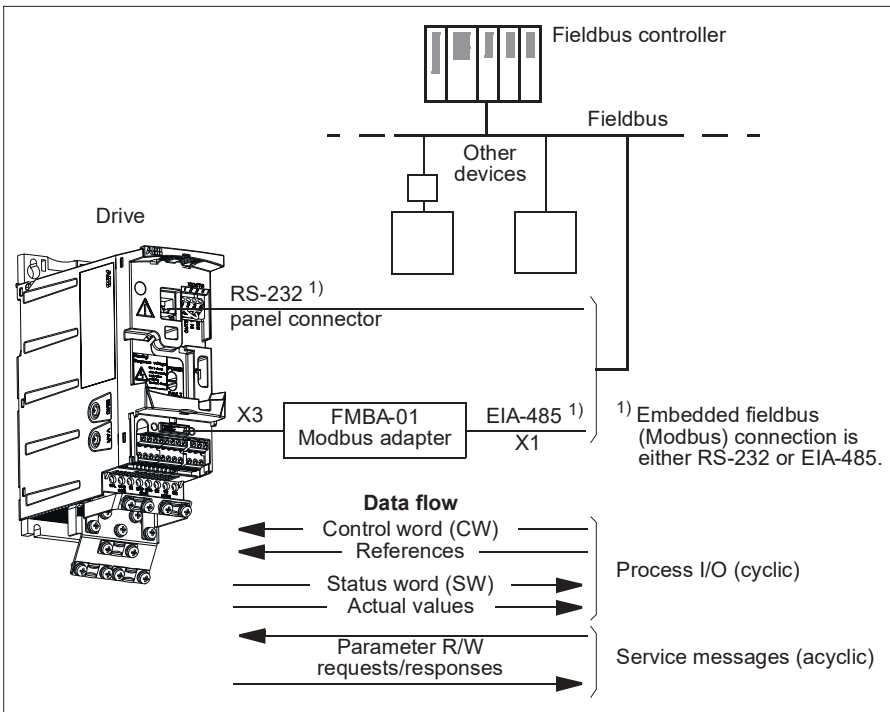 Fieldbus controller
Fieldbus
Other
devices
Drive
RS-232 1)
panel connector
X3
FMBA-01
Modbus adapter
EIA-485 1)
X1
1) Embedded fieldbus
(Modbus) connection is
either RS-232 or EIA-485.
Data flow
Control word (CW)
References
Process I/O (cyclic)
Status word (SW)
Actual values
Parameter R/W
requests/responses
Service messages (acyclic)